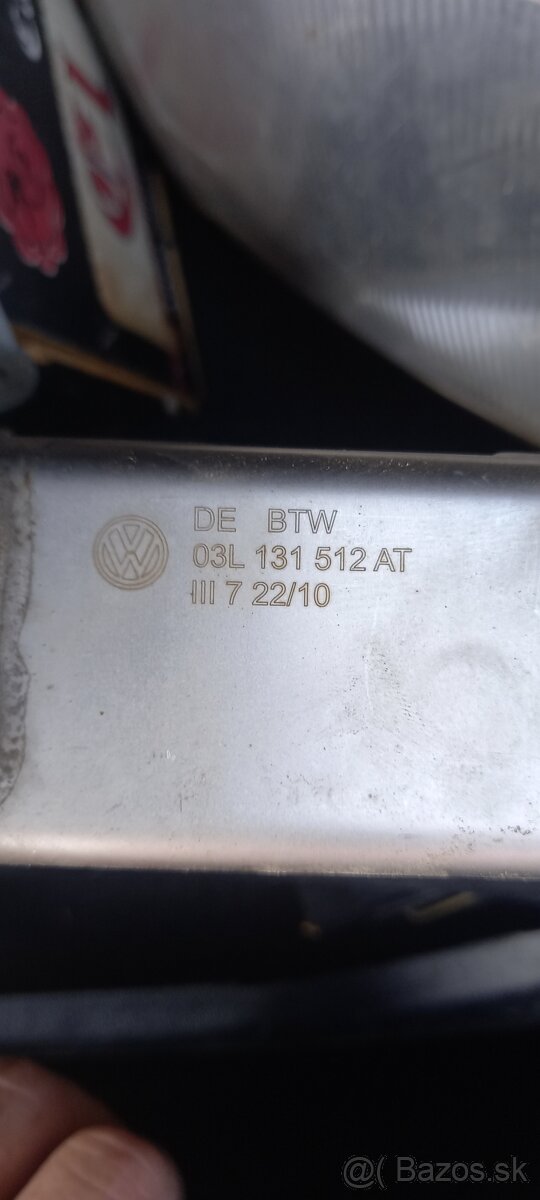 DE BTW
03L 131 512 AT
III 7 22/10
@( Bazos.sk